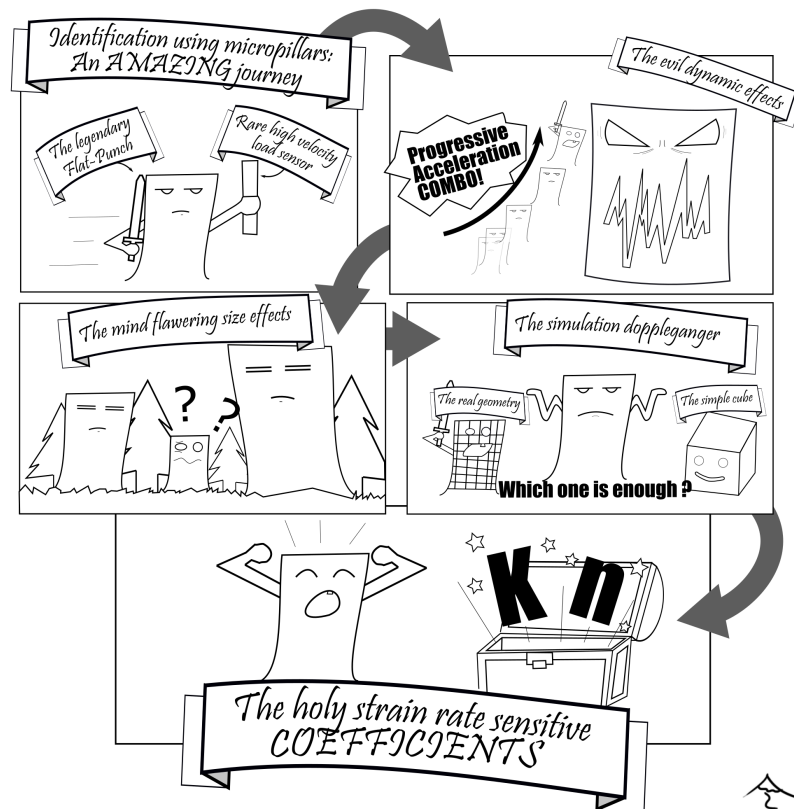 Identification using micropillars:
An AMAZING journey
The legendary
Flat-Punch
Rare high velocity
load sensor
The evil dynamic effects
Progressive
Acceleration
COMBO!
The mind flawering size effects
? ?
The simulation doppleganger
The real geometry
The simple cube
Which one is enough ?
K n
The holy strain rate sensitive
COEFFICIENTS